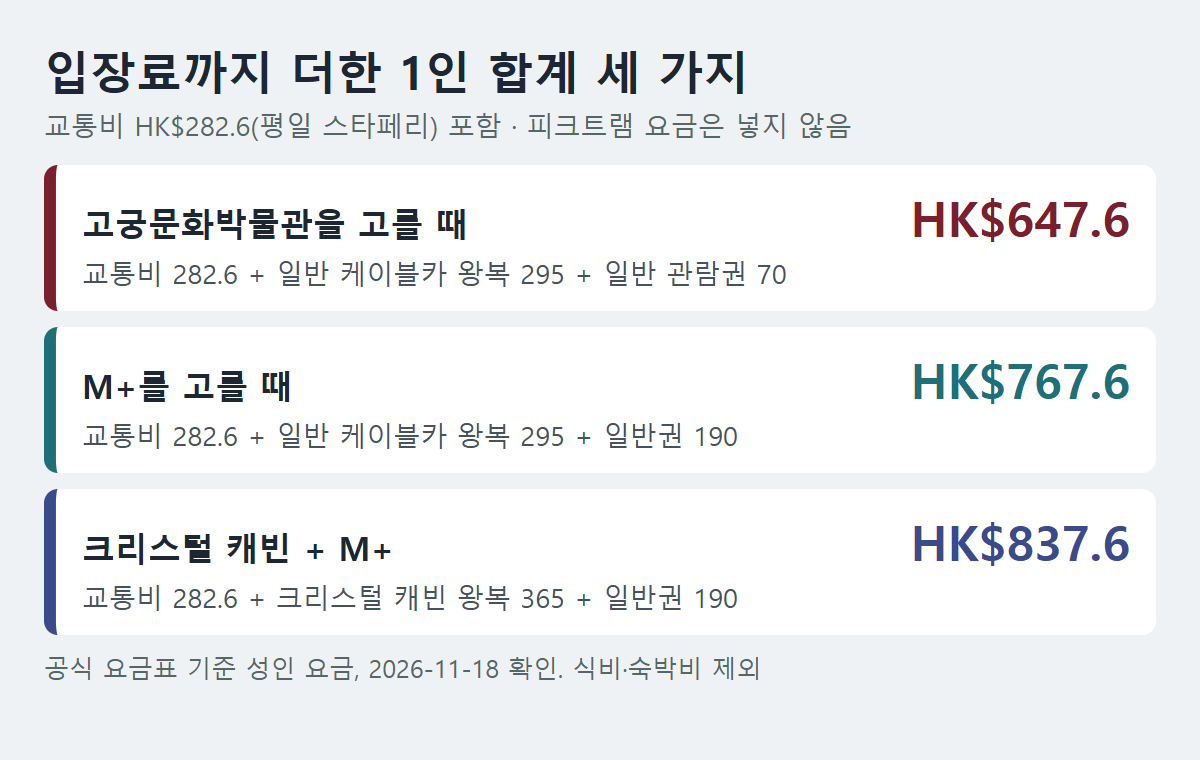 입장료까지 더한 1인 합계 세 가지
교통비 HK$282.6(평일 스타페리) 포함 · 피크트램 요금은 넣지 않음
고궁문화박물관을 고를 때
HK$647.6
교통비 282.6 + 일반 케이블카 왕복 295 + 일반 관람권 70
M+를 고를 때
HK$767.6
교통비 282.6 + 일반 케이블카 왕복 295 + 일반권 190
크리스털 캐빈 + M+
HK$837.6
교통비 282.6 + 크리스털 캐빈 왕복 365 + 일반권 190
공식 요금표 기준 성인 요금, 2026-11-18 확인. 식비·숙박비 제외